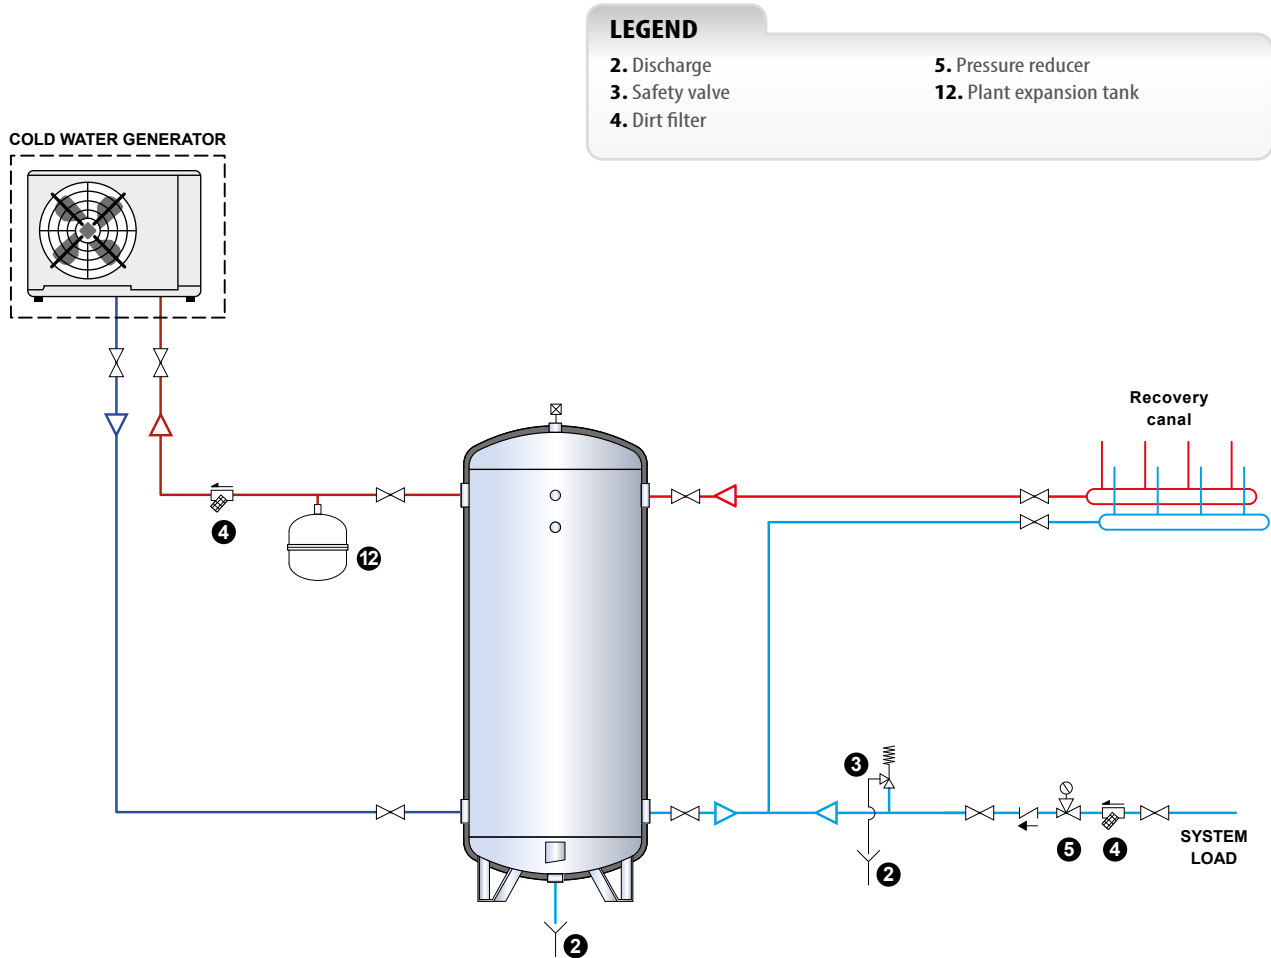 LEGEND
2. Discharge
3. Safety valve
4. Dirt filter
5. Pressure reducer
12. Plant expansion tank
COLD WATER GENERATOR
Recovery
canal
4
12
3
5
4
2
SYSTEM
LOAD
2